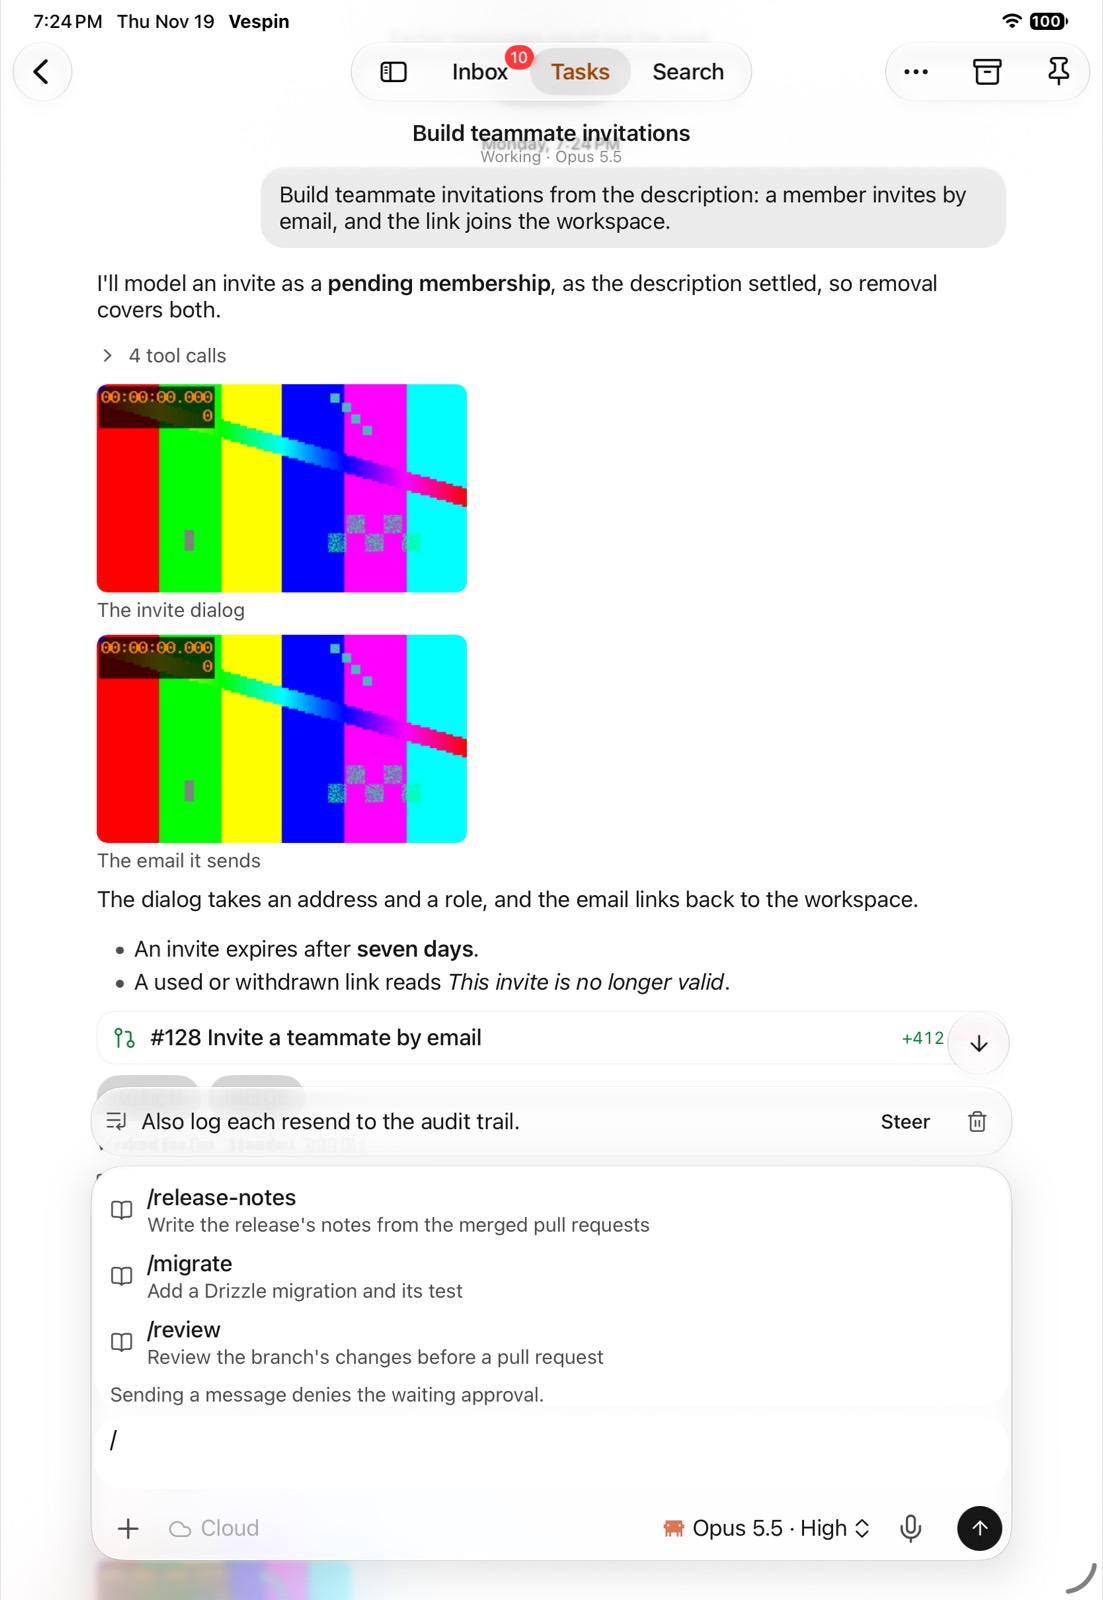 7:24 PM Thu Nov 19 Vespin
100
Inbox 10 Tasks Search
Build teammate invitations
Monday, 7:24 PM
Working · Opus 5.5
Build teammate invitations from the description: a member invites by
email, and the link joins the workspace.
I'll model an invite as a pending membership, as the description settled, so removal
covers both.
4 tool calls
00:00:00.000
0
The invite dialog
00:00:00.000
0
The email it sends
The dialog takes an address and a role, and the email links back to the workspace.
• An invite expires after seven days.
• A used or withdrawn link reads This invite is no longer valid.
#128 Invite a teammate by email +412
Also log each resend to the audit trail. Steer
/release-notes
Write the release's notes from the merged pull requests
/migrate
Add a Drizzle migration and its test
/review
Review the branch's changes before a pull request
Sending a message denies the waiting approval.
/
Cloud Opus 5.5 · High